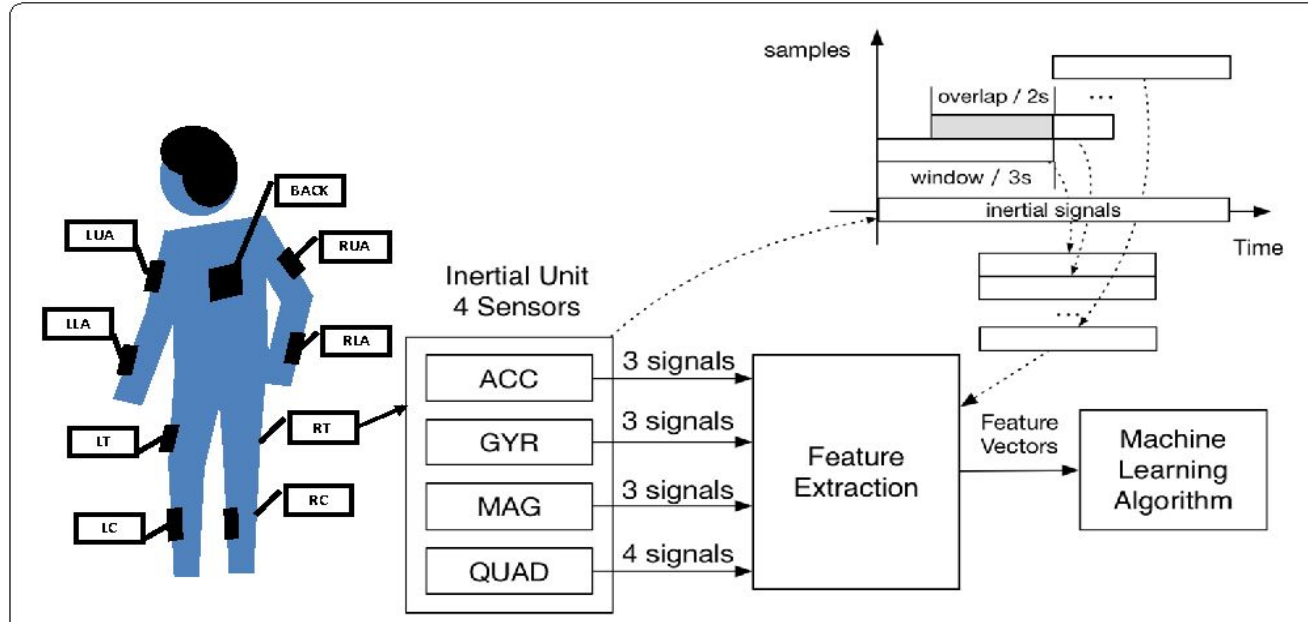 samples
overlap / 2s
...
window / 3s
inertial signals
Time
...
BACK
LUA
RUA
LLA
RLA
LT
RT
LC
RC
Inertial Unit
4 Sensors
ACC
GYR
MAG
QUAD
3 signals
3 signals
3 signals
4 signals
Feature
Extraction
Feature
Vectors
Machine
Learning
Algorithm